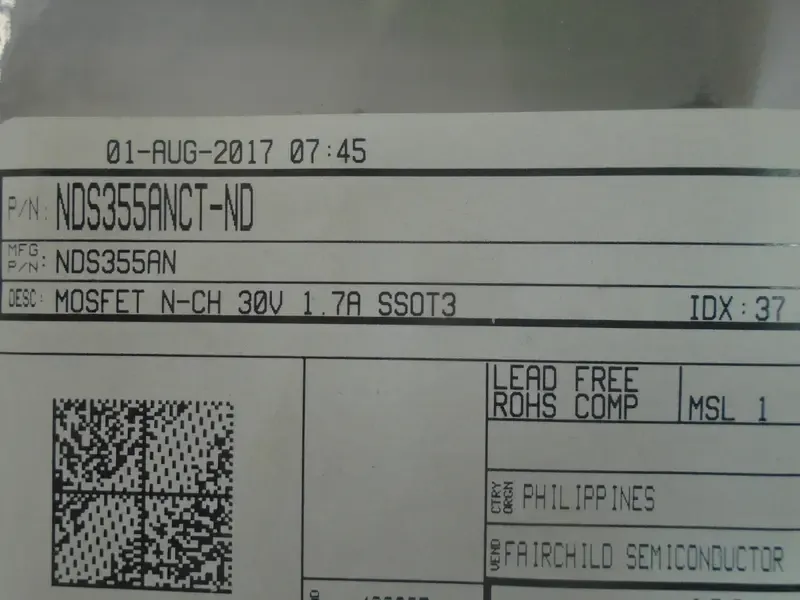 01-AUG-2017 07:45
P/N: NDS355ANCT-ND
MFG P/N: NDS355AN
DESC: MOSFET N-CH 30V 1.7A SSOT3 IDX: 37
LEAD FREE
ROHS COMP
MSL 1
CTRY ORGN PHILIPPINES
VEND FAIRCHILD SEMICONDUCTOR